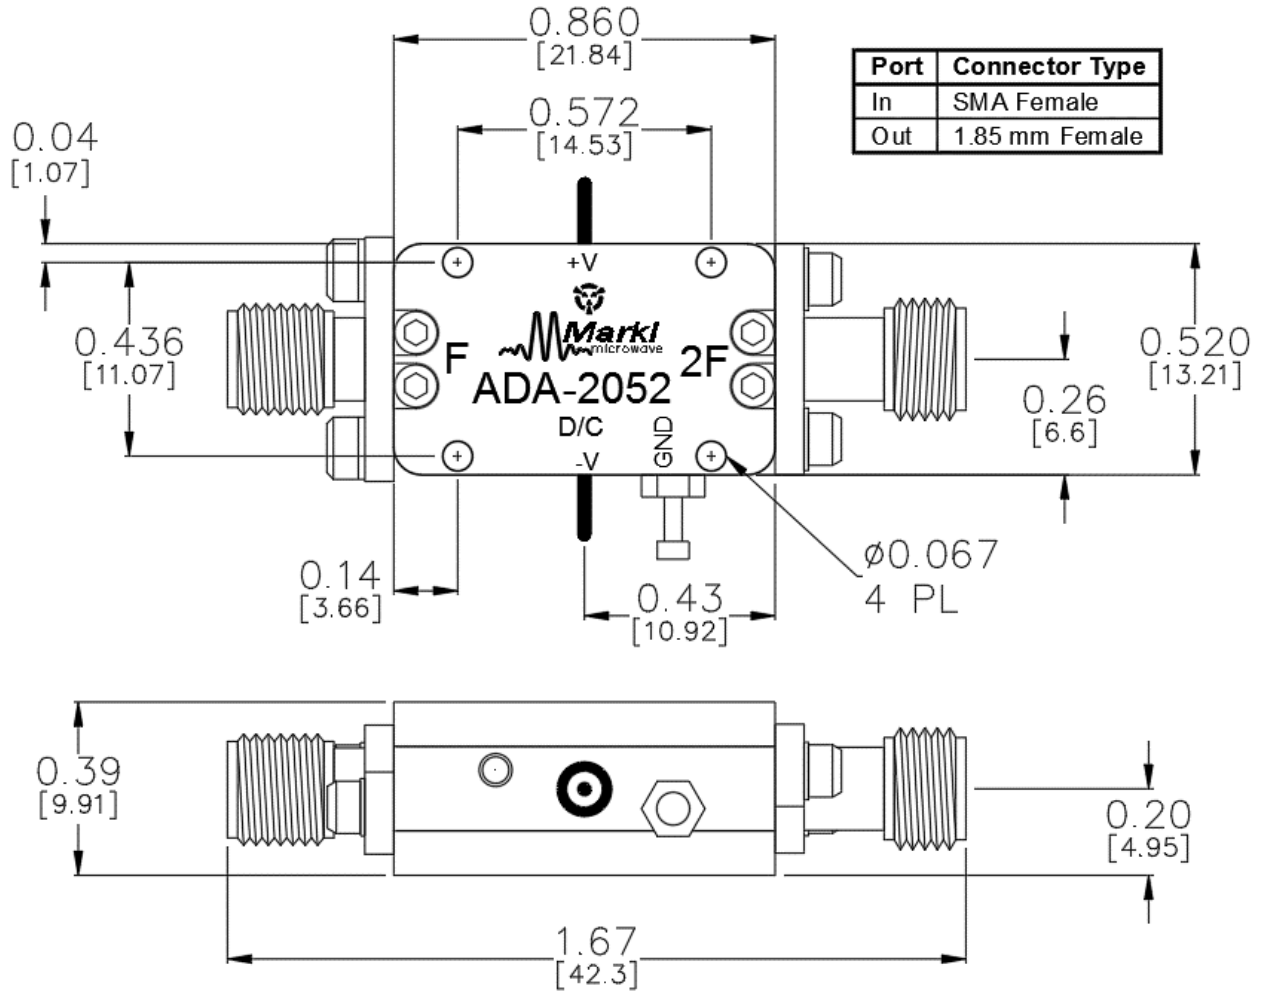 0.860
[21.84]
Port Connector Type
In SMA Female
Out 1.85 mm Female
0.572
[14.53]
0.04
[1.07]
+V
Marki
microwave
F
2F
ADA-2052
D/C
-V
GND
0.436
[11.07]
0.520
[13.21]
0.26
[6.6]
0.14
[3.66]
0.43
[10.92]
ø0.067
4 PL
0.39
[9.91]
0.20
[4.95]
1.67
[42.3]